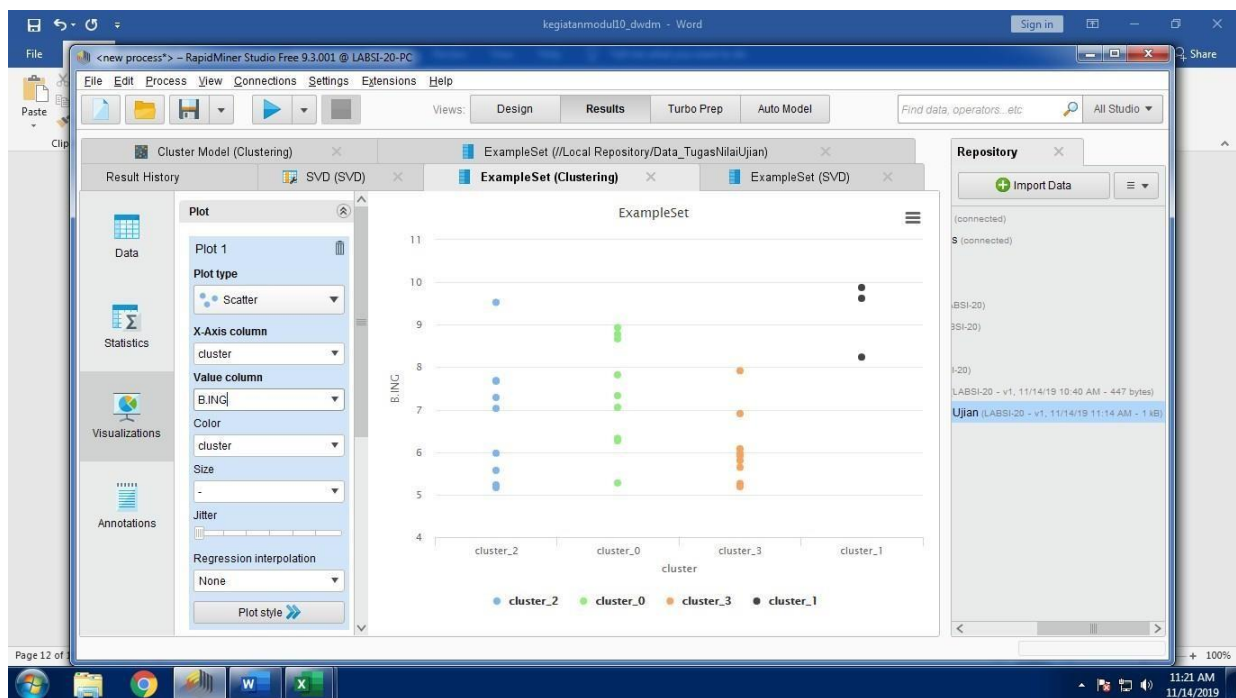 kegiatanmodul10_dwdm - Word
Sign in
File
Share
<new process*> – RapidMiner Studio Free 9.3.001 @ LABSI-20-PC
File Edit Process View Connections Settings Extensions Help
Paste
Views: Design Results Turbo Prep Auto Model
Find data, operators...etc
All Studio
Clip
Cluster Model (Clustering)
ExampleSet (//Local Repository/Data_TugasNilaiUjian)
Result History
SVD (SVD)
ExampleSet (Clustering)
ExampleSet (SVD)
Repository
Import Data
Data
Statistics
Visualizations
Annotations
Plot
Plot 1
Plot type
Scatter
X-Axis column
cluster
Value column
B.ING
Color
cluster
Size
-
Jitter
Regression interpolation
None
Plot style
ExampleSet
11
10
9
8
7
6
5
4
B.ING
cluster_2 cluster_0 cluster_3 cluster_1
cluster
cluster_2 cluster_0 cluster_3 cluster_1
(connected)
s (connected)
-20)
LABSI-20 - v1, 11/14/19 10:40 AM - 447 bytes)
Ujian (LABSI-20 - v1, 11/14/19 11:14 AM - 1 kB)
Page 12 of 1
100%
11:21 AM
11/14/2019